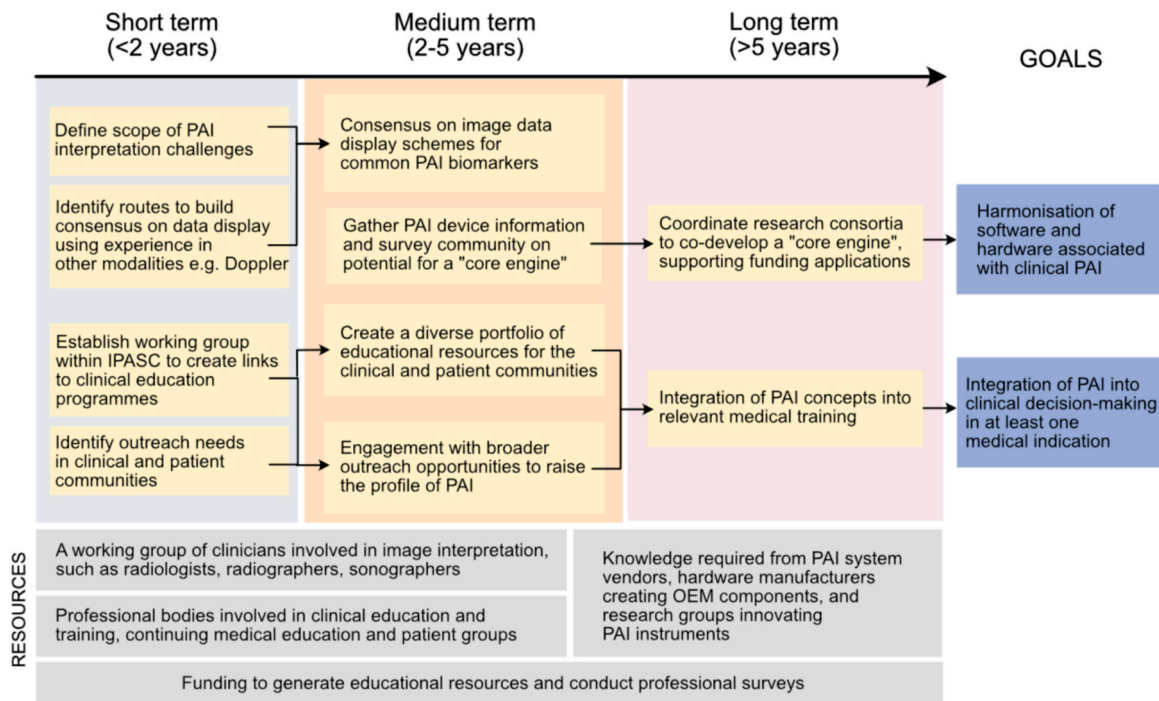 Short term
(<2 years)
Medium term
(2-5 years)
Long term
(>5 years)
GOALS
Define scope of PAI
interpretation challenges
Identify routes to build
consensus on data display
using experience in
other modalities e.g. Doppler
Establish working group
within IPASC to create links
to clinical education
programmes
Identify outreach needs
in clinical and patient
communities
Consensus on image data
display schemes for
common PAI biomarkers
Gather PAI device information
and survey community on
potential for a "core engine"
Create a diverse portfolio of
educational resources for the
clinical and patient communities
Engagement with broader
outreach opportunities to raise
the profile of PAI
Coordinate research consortia
to co-develop a "core engine",
supporting funding applications
Integration of PAI concepts into
relevant medical training
Harmonisation of
software and
hardware associated
with clinical PAI
Integration of PAI into
clinical decision-making
in at least one
medical indication
RESOURCES
A working group of clinicians involved in image interpretation,
such as radiologists, radiographers, sonographers
Professional bodies involved in clinical education and
training, continuing medical education and patient groups
Knowledge required from PAI system
vendors, hardware manufacturers
creating OEM components, and
research groups innovating
PAI instruments
Funding to generate educational resources and conduct professional surveys